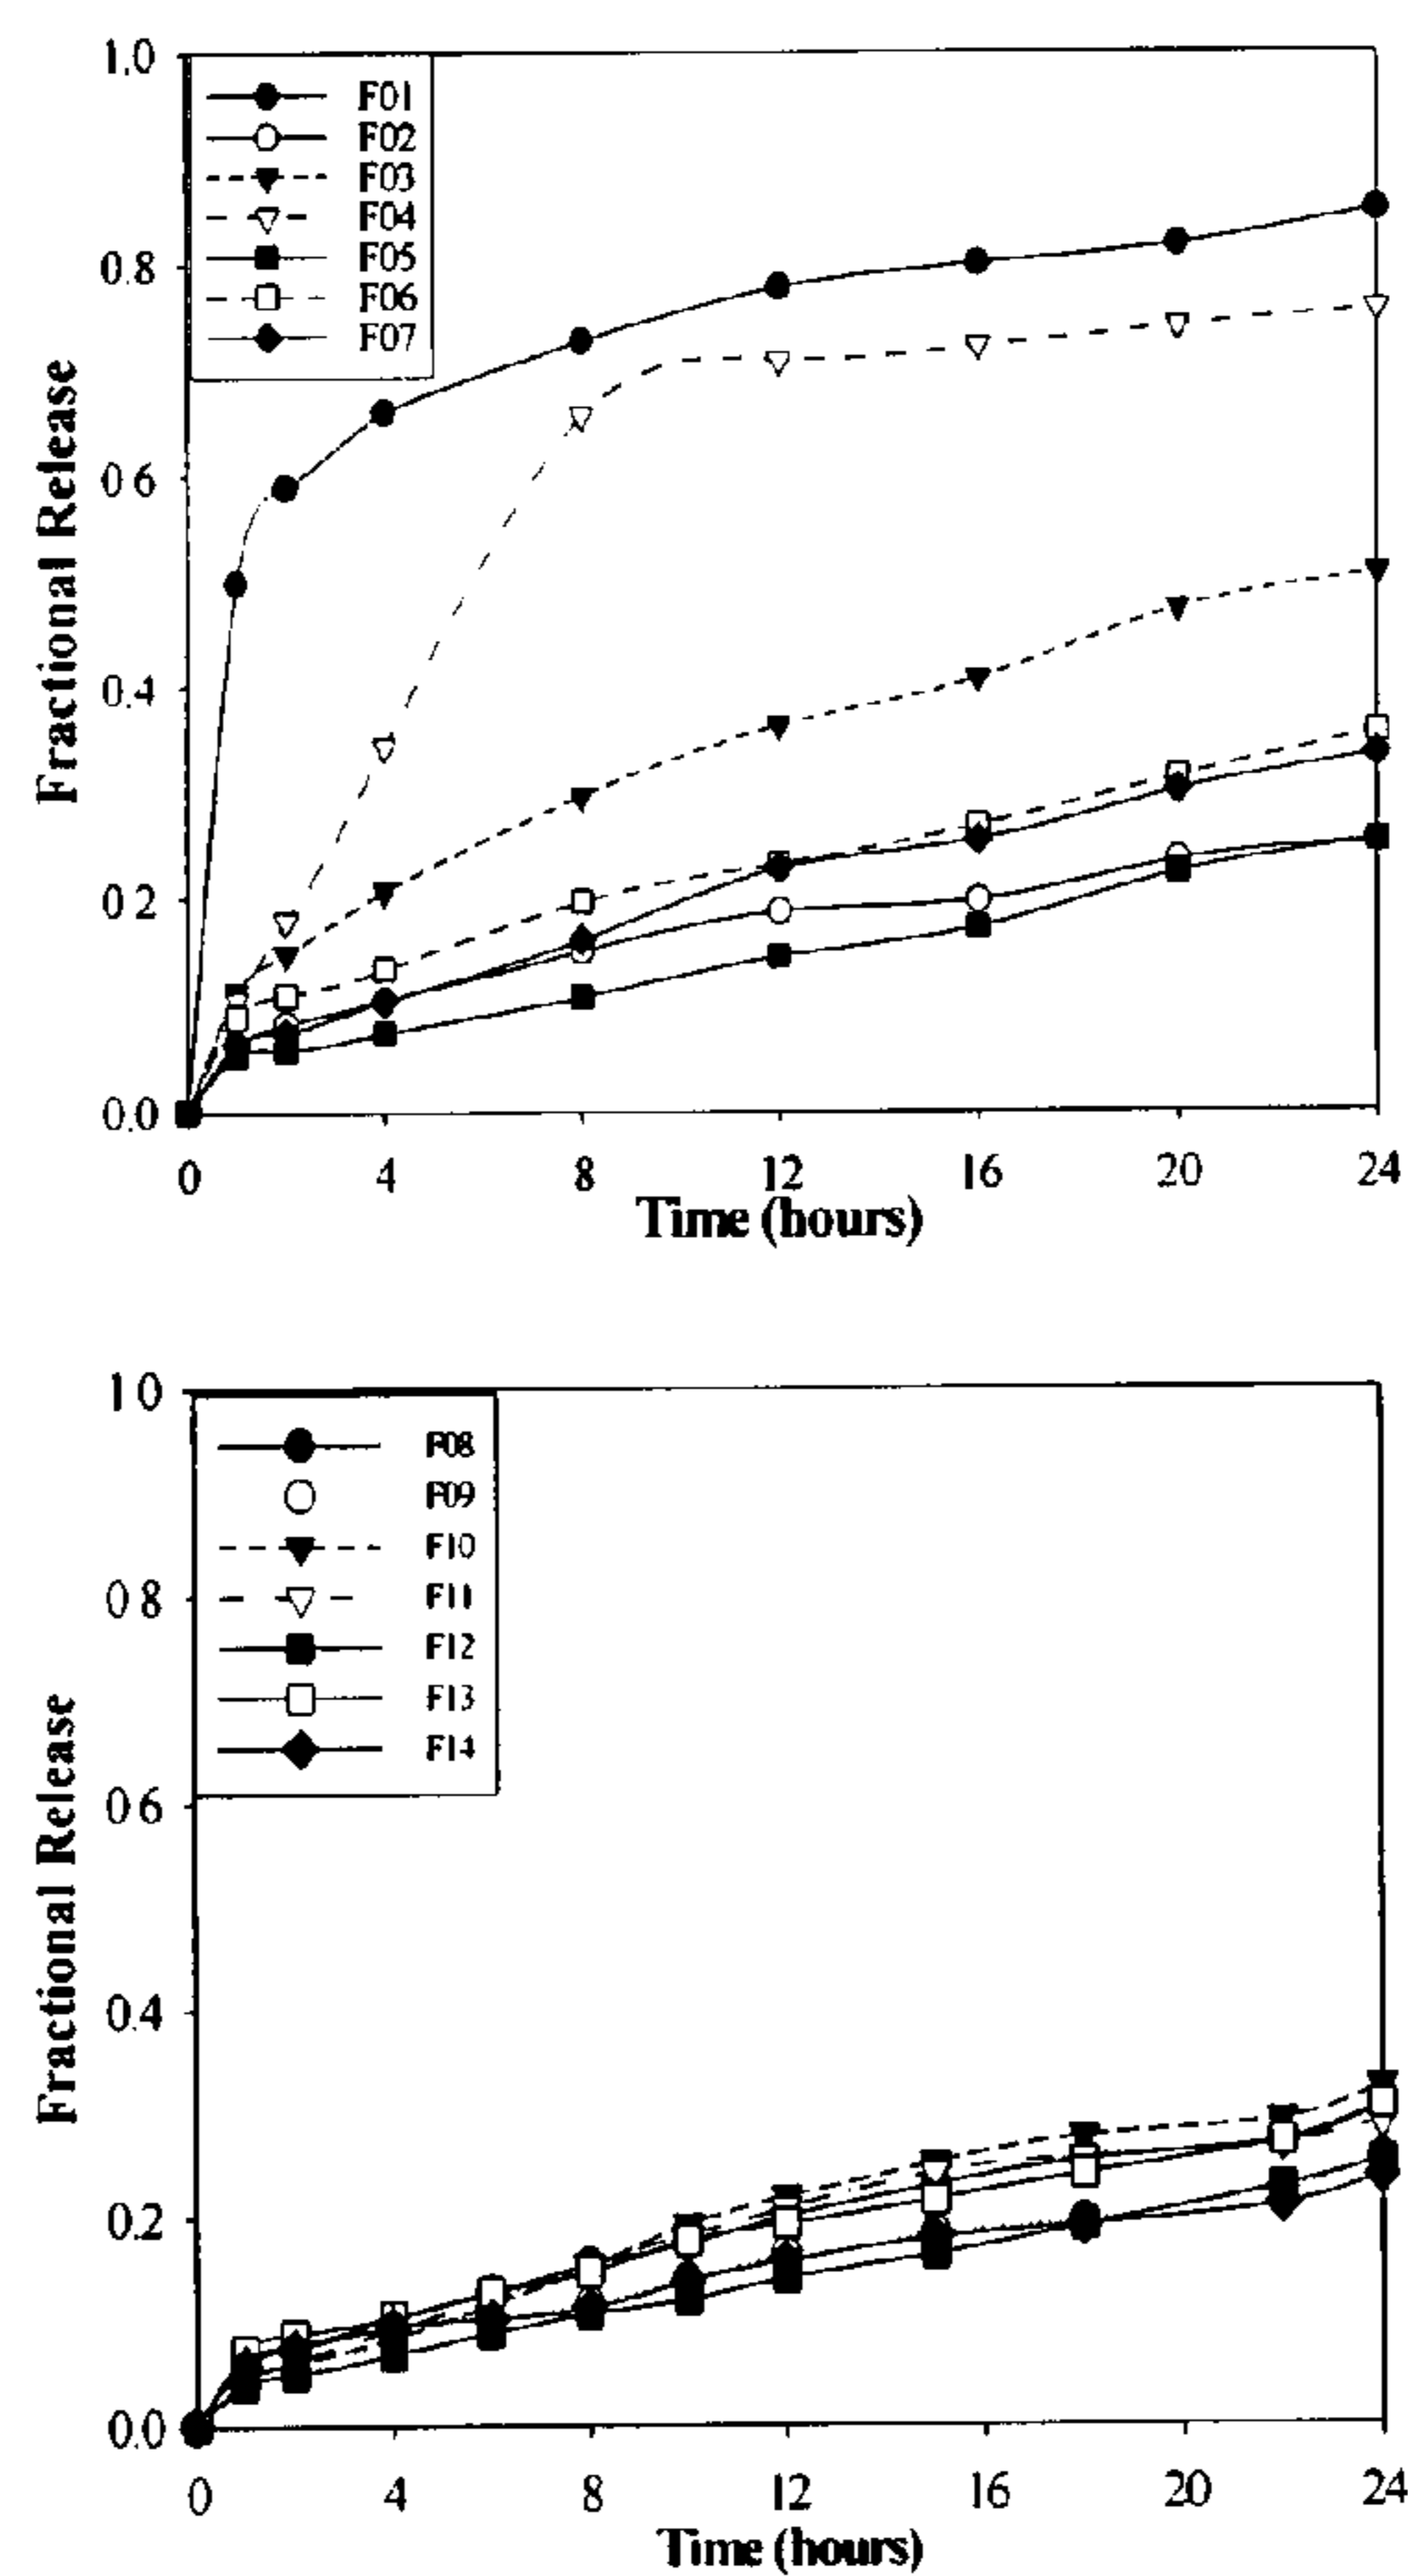 1.0
0.8
0 6
0.4
0 2
0.0
Fractional Release
F01
F02
F03
F04
F05
F06
F07
0 4 8 12 16 20 24
Time (hours)
1 0
0 8
0 6
0.4
0.2
0.0
Fractional Release
F08
F09
F10
F11
F12
F13
F14
0 4 8 12 16 20 24
Time (hours)